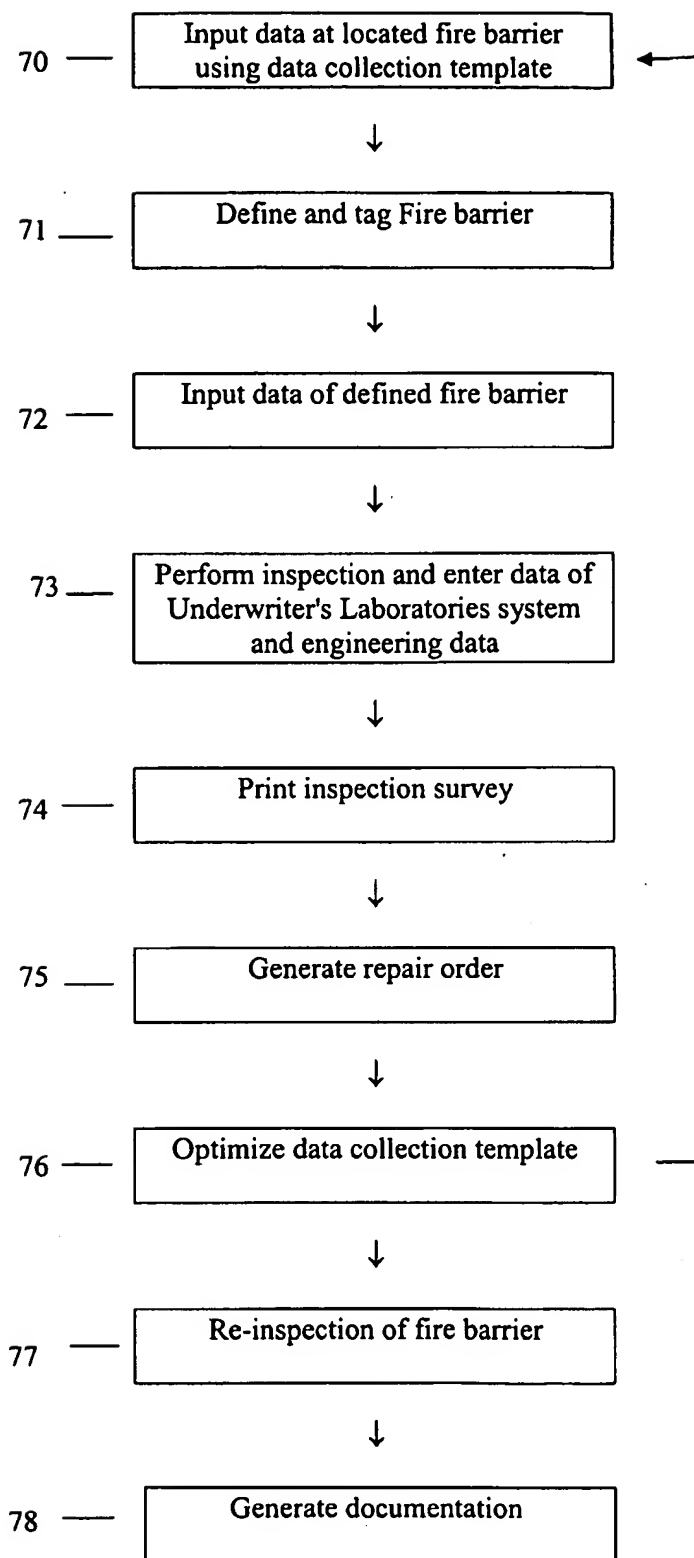 70
Input data at located fire barrier
using data collection template
↓
71
Define and tag Fire barrier
↓
72
Input data of defined fire barrier
↓
73
Perform inspection and enter data of
Underwriter's Laboratories system
and engineering data
↓
74
Print inspection survey
↓
75
Generate repair order
↓
76
Optimize data collection template
↓
77
Re-inspection of fire barrier
↓
78
Generate documentation